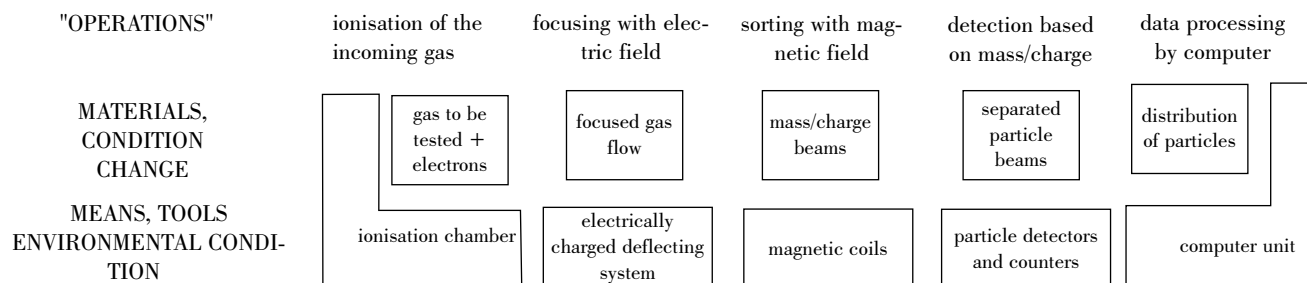 "OPERATIONS"
ionisation of the
incoming gas
focusing with elec-
tric field
sorting with mag-
netic field
detection based
on mass/charge
data processing
by computer
MATERIALS,
CONDITION
CHANGE
gas to be
tested +
electrons
focused gas
flow
mass/charge
beams
separated
particle
beams
distribution
of particles
MEANS, TOOLS
ENVIRONMENTAL CONDI-
TION
ionisation chamber
electrically
charged deflecting
system
magnetic coils
particle detectors
and counters
computer unit